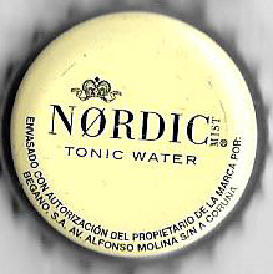 NØRDIC
MIST ®
TONIC WATER
ENVASADO CON AUTORIZACIÓN DEL PROPIETARIO DE LA MARCA POR:
BEGANO, S.A. AV. ALFONSO MOLINA S/N A CORUÑA